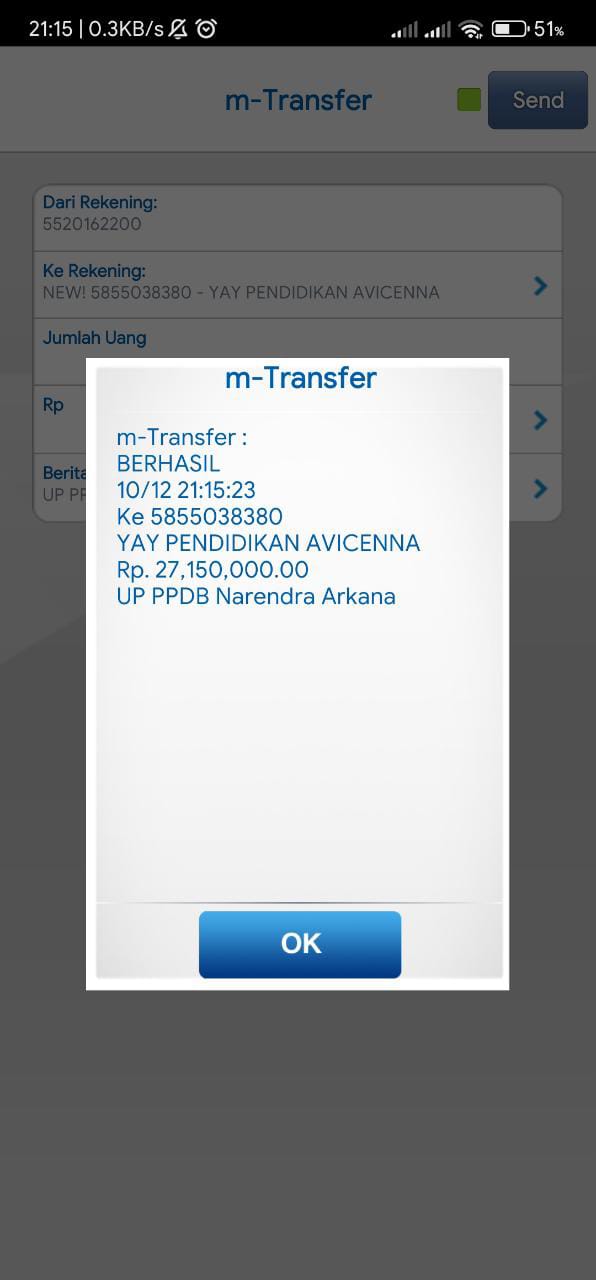 21:15 | 0.3KB/s 51%
m-Transfer Send
Dari Rekening:
5520162200
Ke Rekening:
NEW! 5855038380 - YAY PENDIDIKAN AVICENNA
Jumlah Uang
Rp
Berita
UP PP
m-Transfer
m-Transfer :
BERHASIL
10/12 21:15:23
Ke 5855038380
YAY PENDIDIKAN AVICENNA
Rp. 27,150,000.00
UP PPDB Narendra Arkana
OK